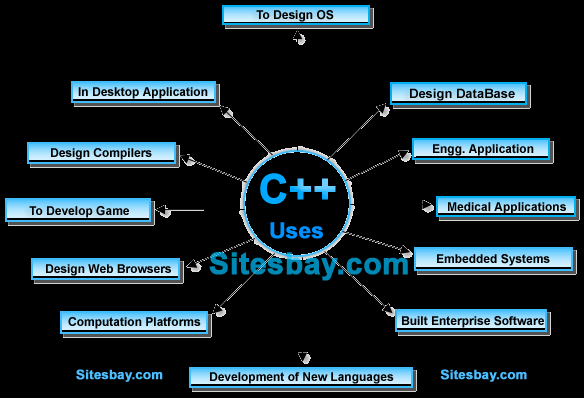 To Design OS
In Desktop Application
Design DataBase
Design Compilers
Engg. Application
C++
Uses
To Develop Game
Medical Applications
Sitesbay.com
Design Web Browsers
Embedded Systems
Computation Platforms
Built Enterprise Software
Sitesbay.com
Development of New Languages
Sitesbay.com